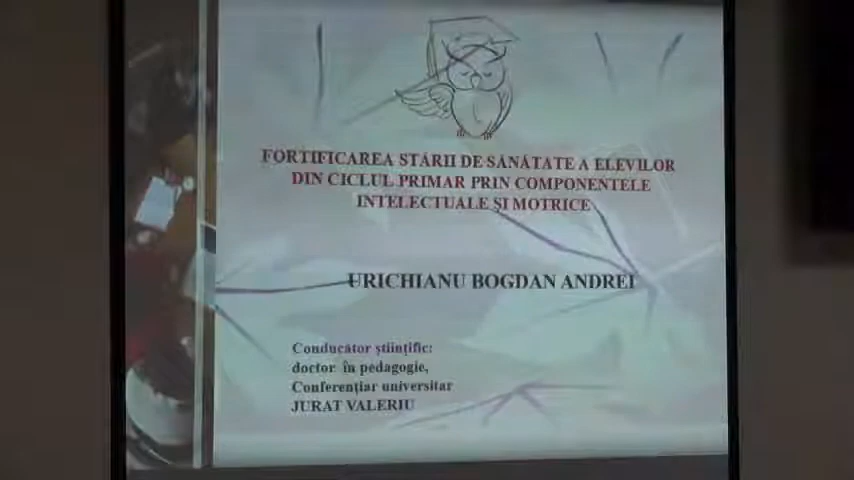 FORTIFICAREA STĂRII DE SĂNĂTATE A ELEVILOR
DIN CICLUL PRIMAR PRIN COMPONENTELE
INTELECTUALE ȘI MOTRICE
URICHIANU BOGDAN ANDREI
Conducător științific:
doctor în pedagogie,
Conferențiar universitar
JURAT VALERIU